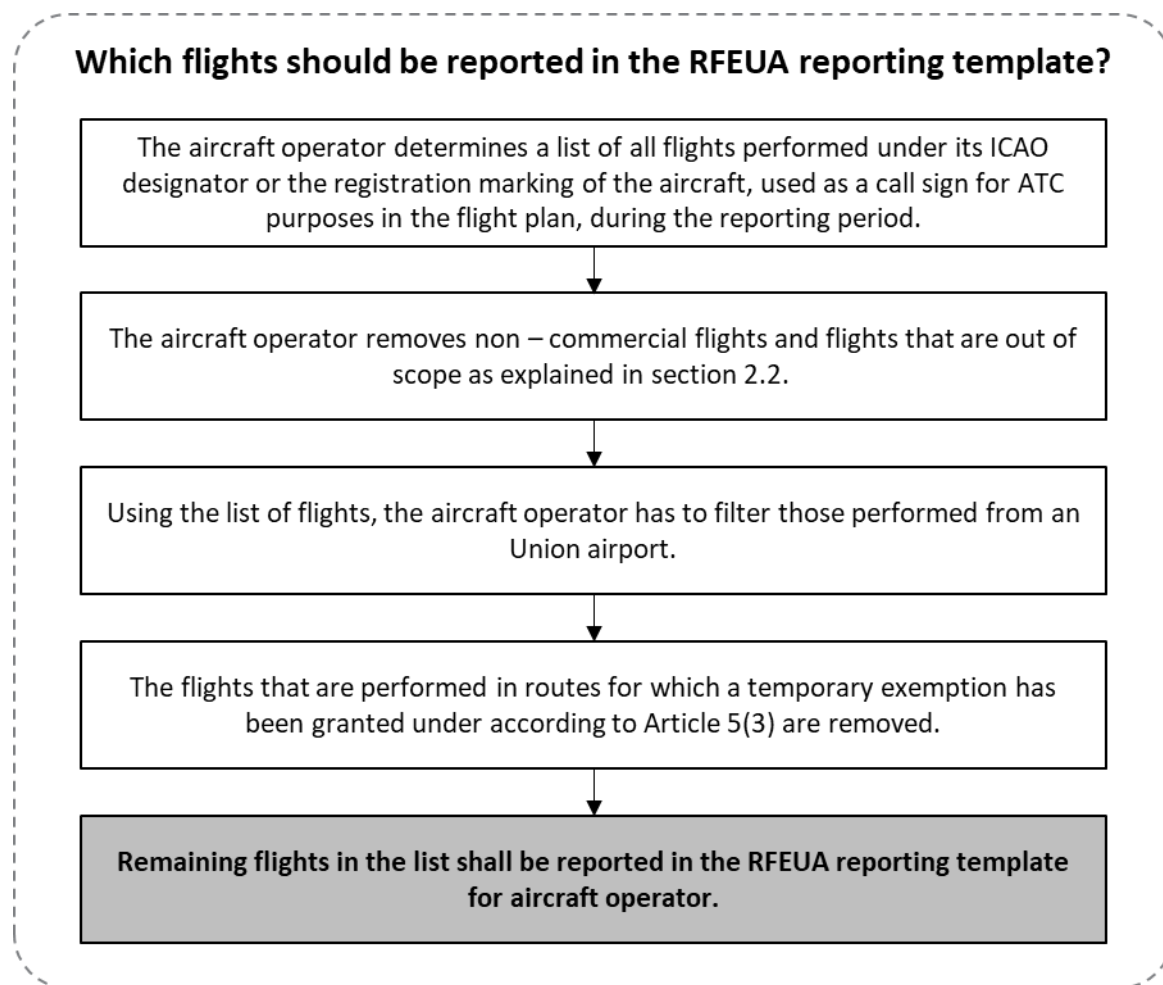 Which flights should be reported in the RFEUA reporting template?
The aircraft operator determines a list of all flights performed under its ICAO
designator or the registration marking of the aircraft, used as a call sign for ATC
purposes in the flight plan, during the reporting period.
The aircraft operator removes non – commercial flights and flights that are out of
scope as explained in section 2.2.
Using the list of flights, the aircraft operator has to filter those performed from an
Union airport.
The flights that are performed in routes for which a temporary exemption has
been granted under according to Article 5(3) are removed.
Remaining flights in the list shall be reported in the RFEUA reporting template
for aircraft operator.